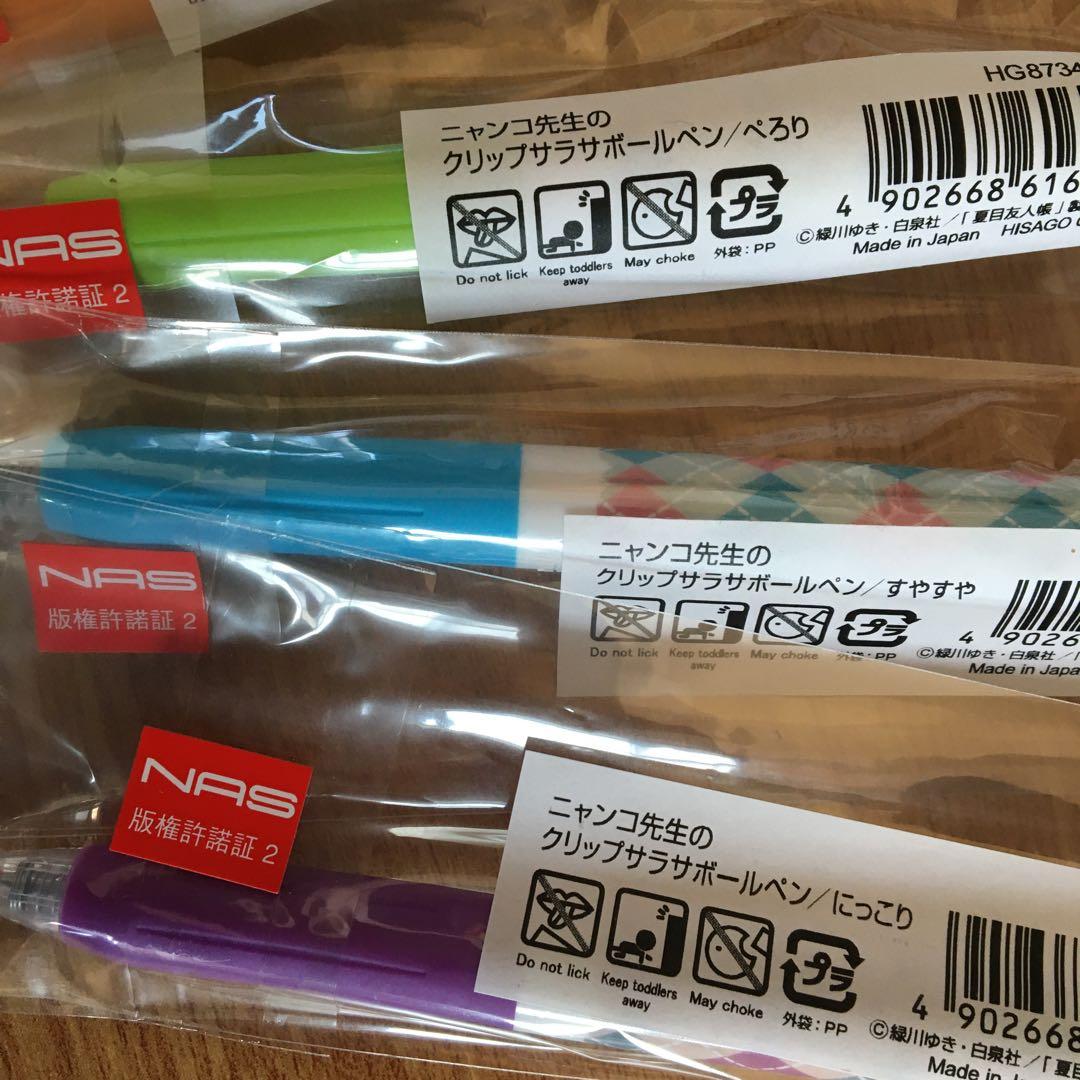 HG8734
ニャンコ先生の
クリップサラサボールペン/ぺろり
Do not lick
Keep toddlers
away
May choke
プラ
外袋:PP
4 902668 616
©緑川ゆき・白泉社/「夏目友人帳」製
Made in Japan HISAGO
NAS
権許諾証 2
ニャンコ先生の
クリップサラサボールペン/すやすや
Do not lick
Keep toddlers
away
May choke
プラ
外袋:PP
4 9026
©緑川ゆき・白泉社/
Made in Japa
NAS
版権許諾証 2
NAS
版権許諾証 2
ニャンコ先生の
クリップサラサボールペン/にっこり
Do not lick
Keep toddlers
away
May choke
プラ
外袋:PP
4 902668
©緑川ゆき・白泉社/「夏
Made in